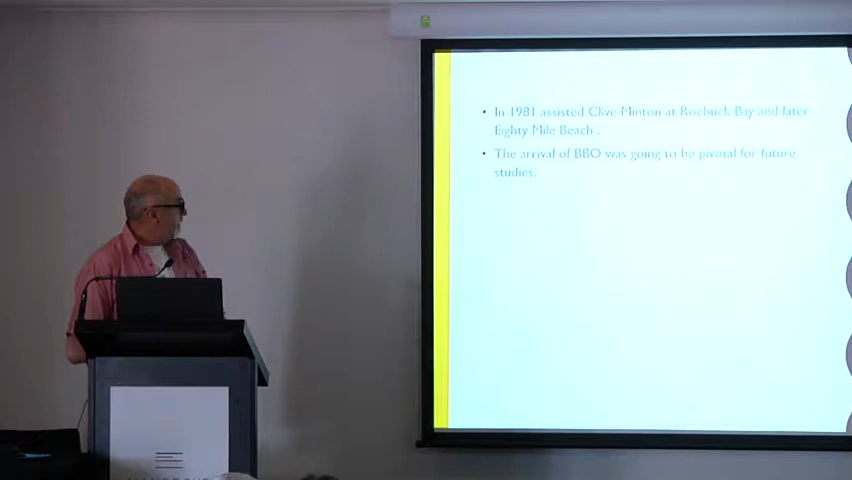 • In 1981 assisted Clive Minton at Roebuck Bay and later
Eighty Mile Beach .
• The arrival of BBO was going to be pivotal for future
studies.